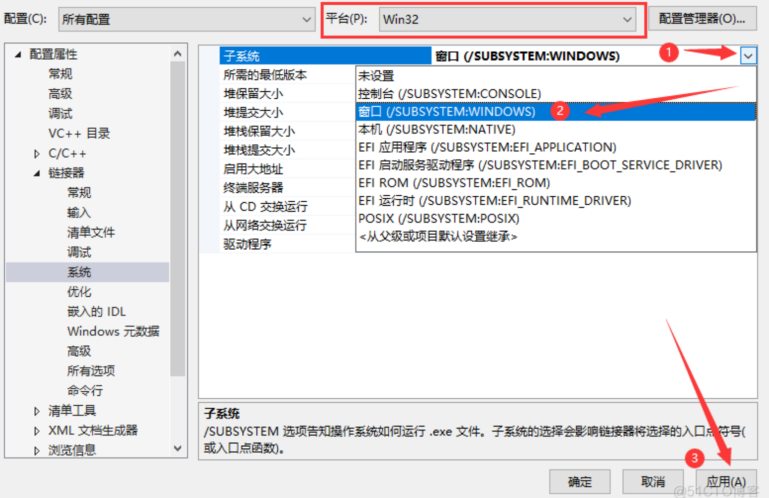 配置(C): 所有配置 平台(P): Win32 配置管理器(O)...
配置属性
常规
高级
调试
VC++ 目录
C/C++
链接器
常规
输入
清单文件
调试
系统
优化
嵌入的 IDL
Windows 元数据
高级
所有选项
命令行
清单工具
XML 文档生成器
浏览信息
子系统 窗口 (/SUBSYSTEM:WINDOWS) 1
所需的最低版本
堆保留大小
堆提交大小
堆栈保留大小
堆栈提交大小
启用大地址
终端服务器
从 CD 交换运行
从网络交换运行
驱动程序
未设置
控制台 (/SUBSYSTEM:CONSOLE)
窗口 (/SUBSYSTEM:WINDOWS) 2
本机 (/SUBSYSTEM:NATIVE)
EFI 应用程序 (/SUBSYSTEM:EFI_APPLICATION)
EFI 启动服务驱动程序 (/SUBSYSTEM:EFI_BOOT_SERVICE_DRIVER)
EFI ROM (/SUBSYSTEM:EFI_ROM)
EFI 运行时 (/SUBSYSTEM:EFI_RUNTIME_DRIVER)
POSIX (/SUBSYSTEM:POSIX)
<从父级或项目默认设置继承>
子系统
/SUBSYSTEM 选项告知操作系统如何运行 .exe 文件。子系统的选择会影响链接器将选择的入口点符号(
或入口点函数)。
3
确定 取消 应用(A)
@51CTO博客